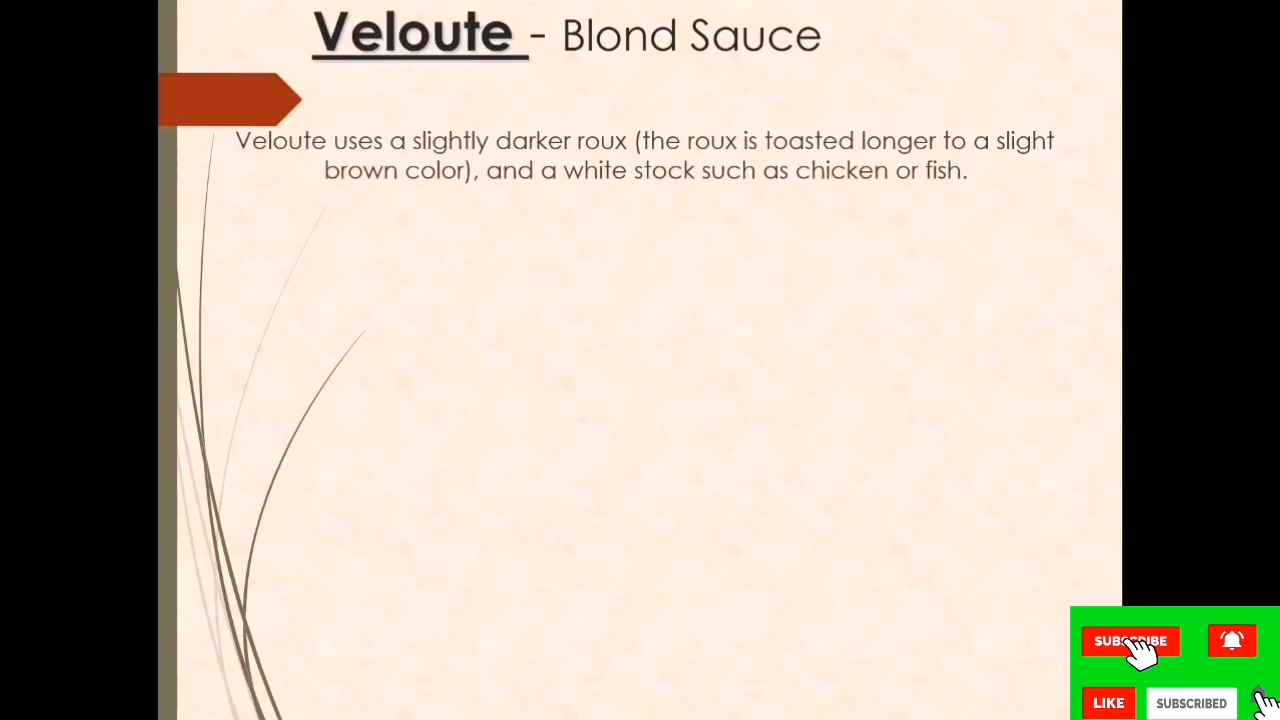 Veloute - Blond Sauce
Veloute uses a slightly darker roux (the roux is toasted longer to a slight
brown color), and a white stock such as chicken or fish.
SUBSCRIBE
LIKE SUBSCRIBED